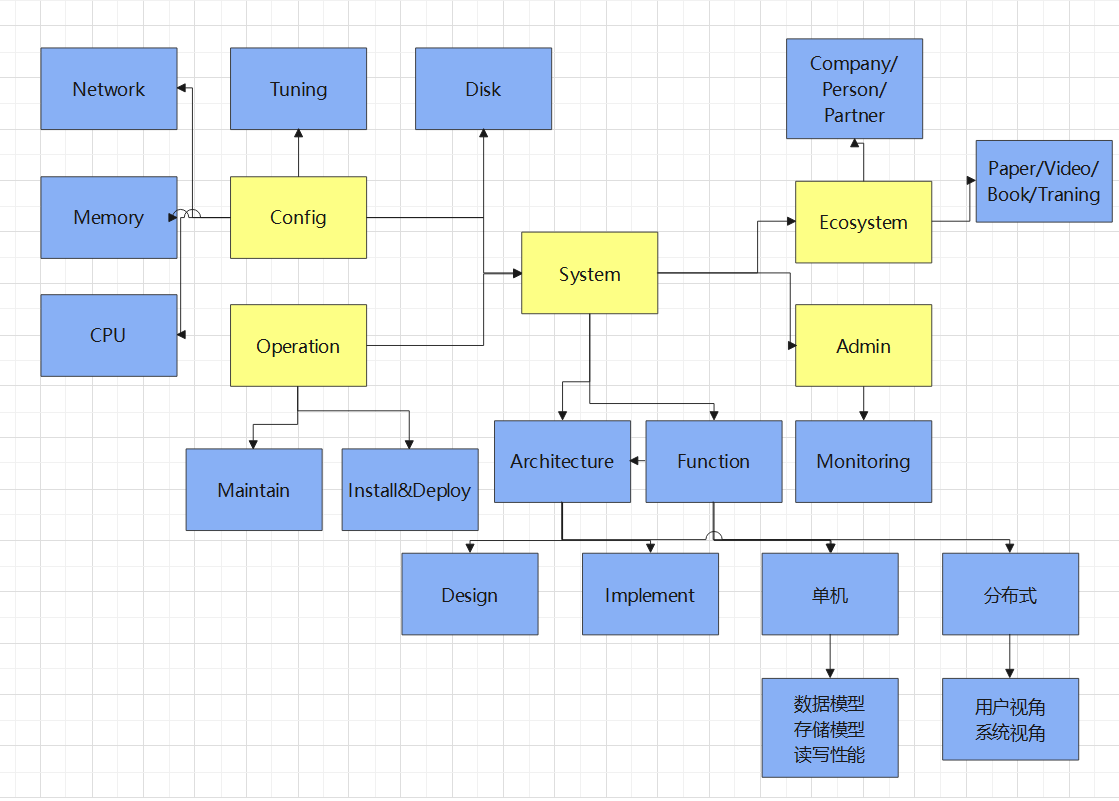 Company/
Person/
Partner
Network
Tuning
Disk
Paper/Video/
Book/Traning
Memory
Config
Ecosystem
System
CPU
Operation
Admin
Architecture
Function
Monitoring
Maintain
Install&Deploy
Design
Implement
单机
分布式
数据模型
存储模型
读写性能
用户视角
系统视角